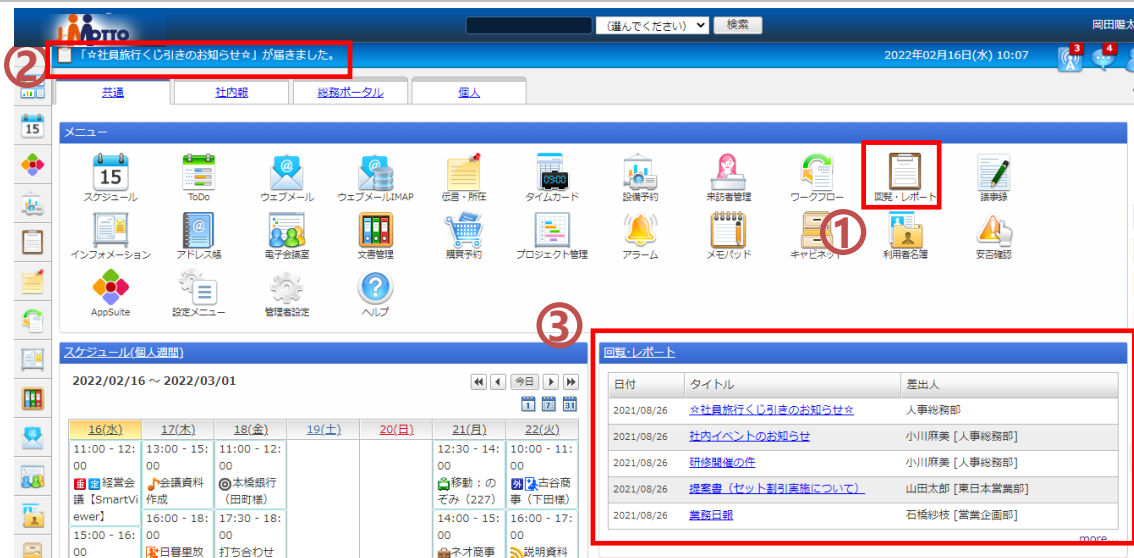 J-MOTTO
(選んでください)
検索
岡田陽太
②
「☆社員旅行くじ引きのお知らせ☆」が届きました。
2022年02月16日(水) 10:07
3
4
共通
社内報
総務ポータル
個人
15
メニュー
15
スケジュール
ToDo
ウェブメール
ウェブメールIMAP
伝言・所在
09:00
タイムカード
設備予約
来訪者管理
ワークフロー
回覧・レポート
議事録
①
インフォメーション
アドレス帳
電子会議室
文書管理
購買予約
プロジェクト管理
アラーム
メモパッド
キャビネット
利用者名簿
安否確認
AppSuite
設定メニュー
管理者設定
ヘルプ
③
スケジュール(個人週間)
2022/02/16 ~ 2022/03/01
今日
1 7 31
16(水) 17(木) 18(金) 19(土) 20(日) 21(月) 22(火)
11:00 - 12:00
重 経営会議【SmartViewer】
15:00 - 16:00
13:00 - 15:00
会議資料作成
16:00 - 18:00
日暮里放
11:00 - 12:00
本橋銀行(田町様)
17:30 - 18:00
打ち合わせ
12:30 - 14:00
移動:のぞみ(227)
14:00 - 15:00
ネオ商事
10:00 - 11:00
外 古谷商事(下田様)
16:00 - 17:00
説明資料
回覧・レポート
日付 タイトル 差出人
2021/08/26 ☆社員旅行くじ引きのお知らせ☆ 人事総務部
2021/08/26 社内イベントのお知らせ 小川麻美 [人事総務部]
2021/08/26 研修開催の件 小川麻美 [人事総務部]
2021/08/26 提案書(セット割引実施について) 山田太郎 [東日本営業部]
2021/08/26 業務日報 石橋紗枝 [営業企画部]
more...